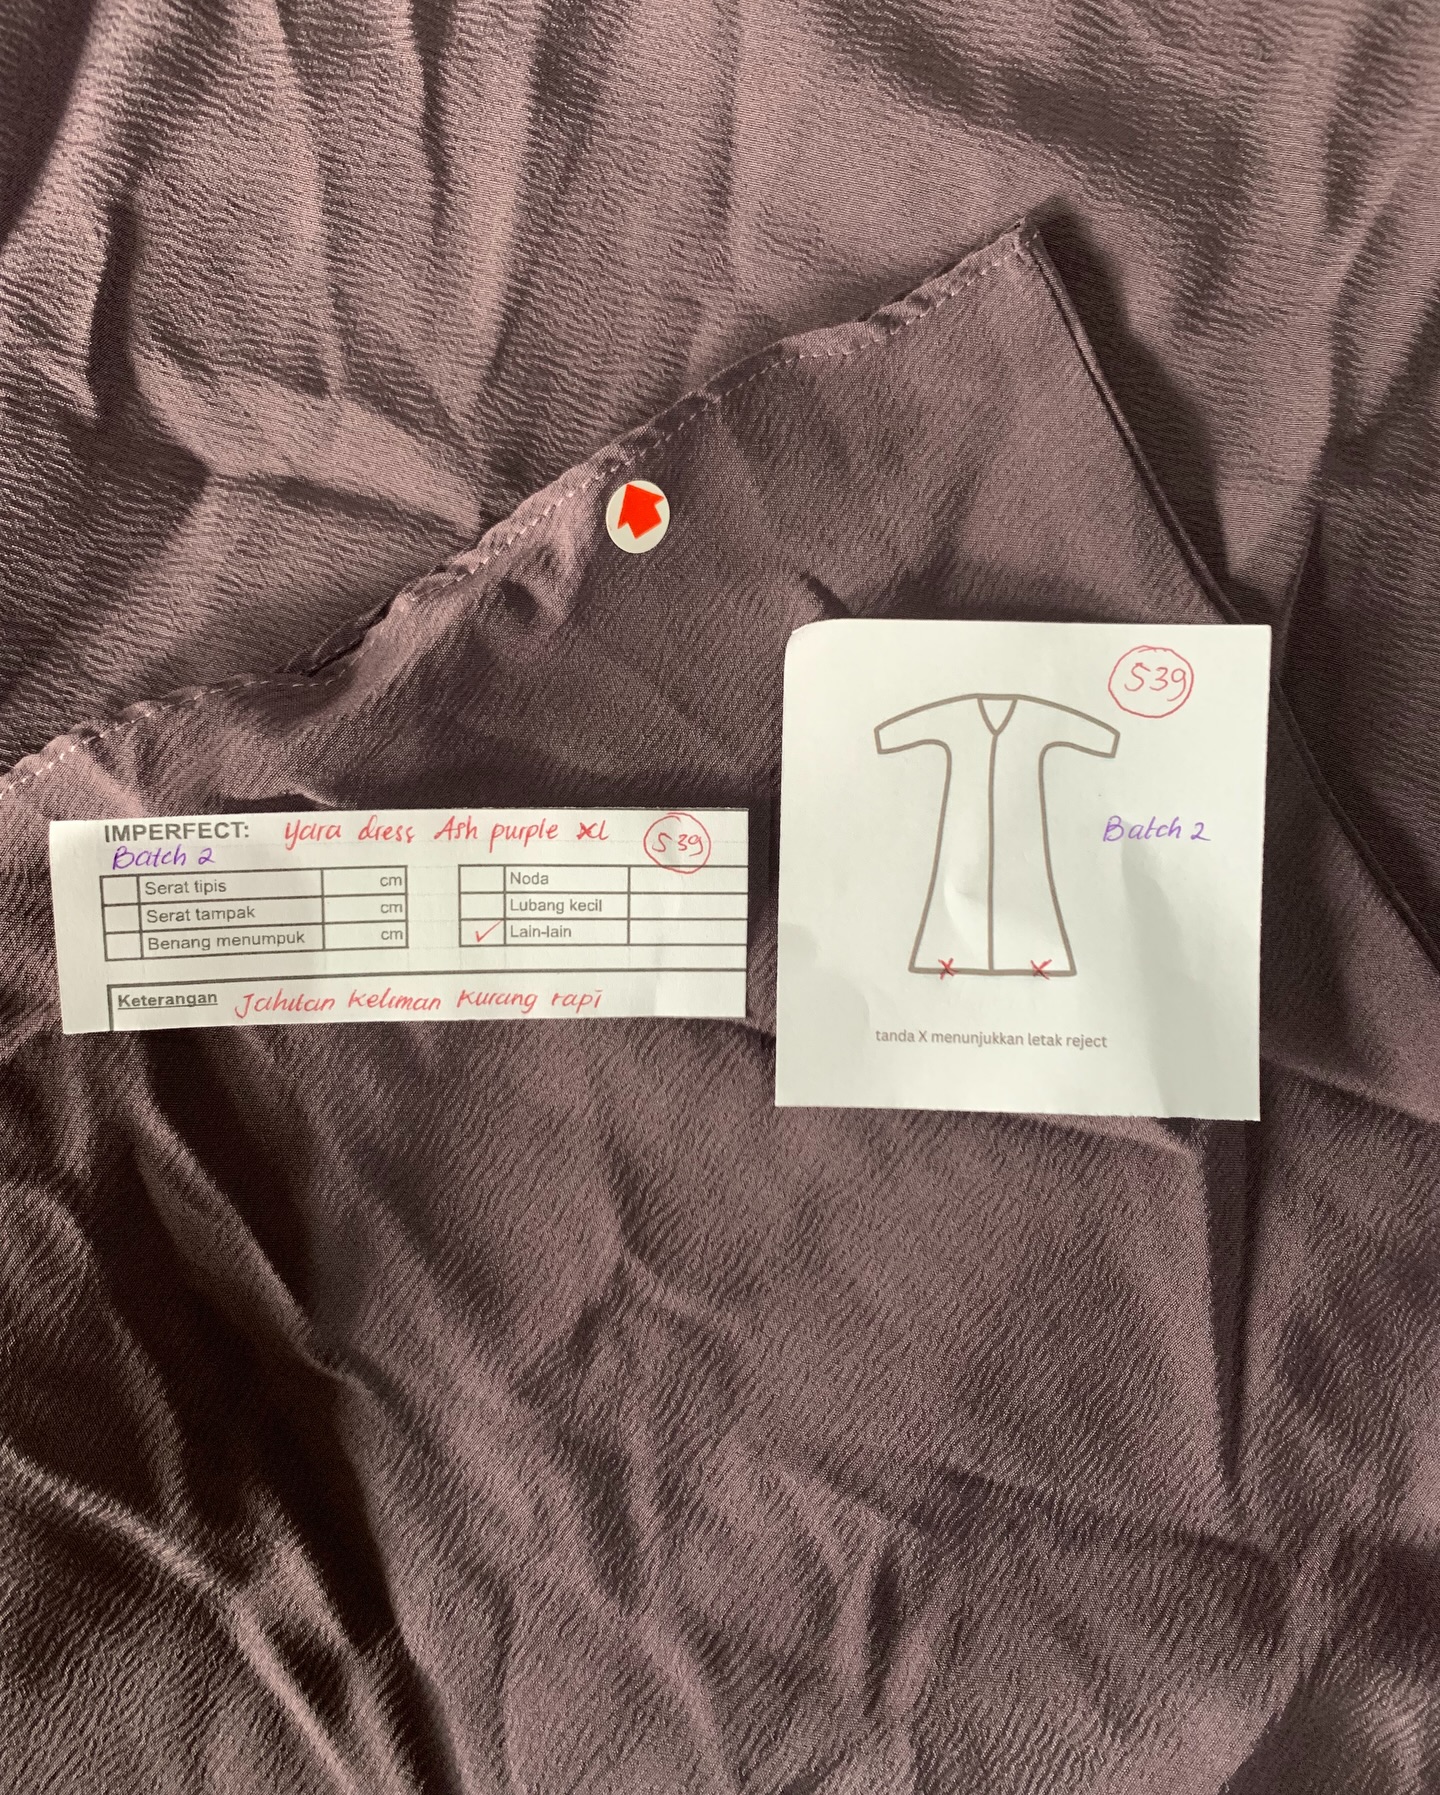 IMPERFECT: Yara dress Ash purple XL 539
Batch 2
Serat tipis cm
Serat tampak cm
Benang menumpuk cm
Noda
Lubang kecil
✓ Lain-lain
Keterangan Jahitan keliman kurang rapi
539
Batch 2
X X
tanda X menunjukkan letak reject